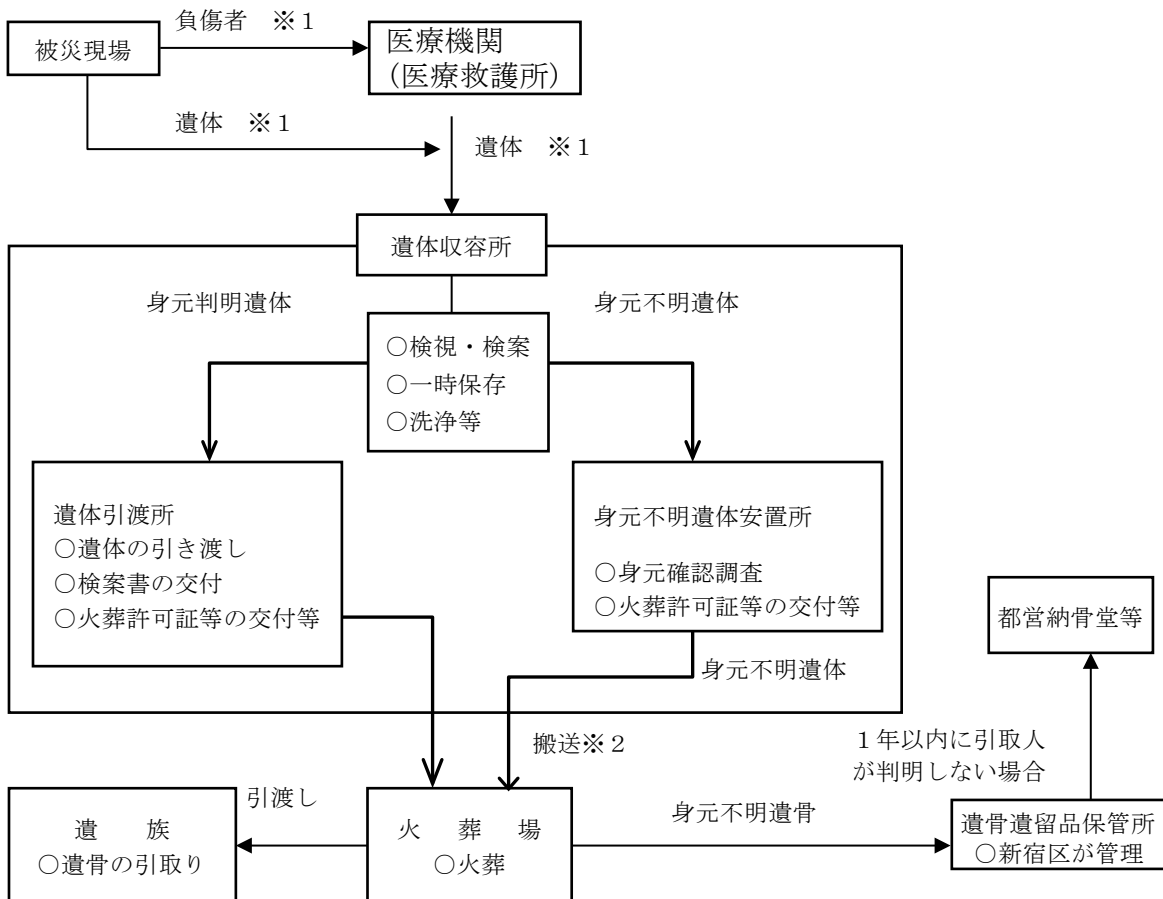 負傷者　※１
被災現場
医療機関
（医療救護所）
遺体　※１
遺体　※１
遺体収容所
身元判明遺体
身元不明遺体
○検視・検案
○一時保存
○洗浄等
遺体引渡所
○遺体の引き渡し
○検案書の交付
○火葬許可証等の交付等
身元不明遺体安置所
○身元確認調査
○火葬許可証等の交付等
都営納骨堂等
身元不明遺体
搬送※２
１年以内に引取人
が判明しない場合
引渡し
身元不明遺骨
遺　　族
○遺骨の引取り
火　葬　場
○火葬
遺骨遺留品保管所
○新宿区が管理